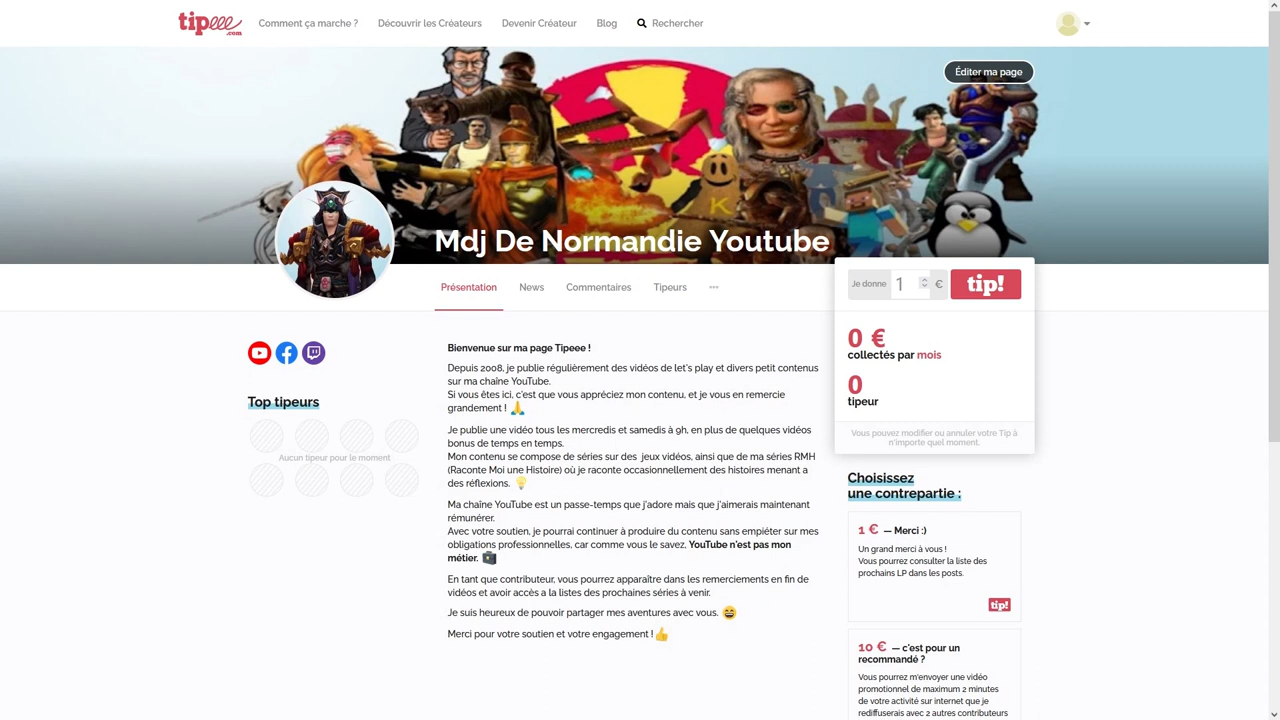 tipeee.com
Comment ça marche ?
Découvrir les Créateurs
Devenir Créateur
Blog
Rechercher
Éditer ma page
K
Mdj De Normandie Youtube
Présentation
News
Commentaires
Tipeurs
...
Je donne 1 € tip!
0 €
collectés par mois
0
tipeur
Vous pouvez modifier ou annuler votre Tip à
n'importe quel moment.
Top tipeurs
Aucun tipeur pour le moment
Bienvenue sur ma page Tipeee !
Depuis 2008, je publie régulièrement des vidéos de let's play et divers petit contenus
sur ma chaîne YouTube.
Si vous êtes ici, c'est que vous appréciez mon contenu, et je vous en remercie
grandement ! 🙏
Je publie une vidéo tous les mercredis et samedis à 9h, en plus de quelques vidéos
bonus de temps en temps.
Mon contenu se compose de séries sur des jeux vidéos, ainsi que de ma séries RMH
(Raconte Moi une Histoire) où je raconte occasionnellement des histoires menant a
des réflexions. 💡
Ma chaîne YouTube est un passe-temps que j'adore mais que j'aimerais maintenant
rémunérer.
Avec votre soutien, je pourrai continuer à produire du contenu sans empiéter sur mes
obligations professionnelles, car comme vous le savez, YouTube n'est pas mon
métier. 💼
En tant que contributeur, vous pourrez apparaître dans les remerciements en fin de
vidéos et avoir accès a la listes des prochaines séries à venir.
Je suis heureux de pouvoir partager mes aventures avec vous. 😄
Merci pour votre soutien et votre engagement ! 👍
Choisissez
une contrepartie :
1 € — Merci :)
Un grand merci à vous !
Vous pourrez consulter la liste des
prochains LP dans les posts.
tip!
10 € — c'est pour un
recommandé ?
Vous pourrez m'envoyer une vidéo
promotionnel de maximum 2 minutes
de votre activité sur internet que je
rediffuserais avec 2 autres contributeurs